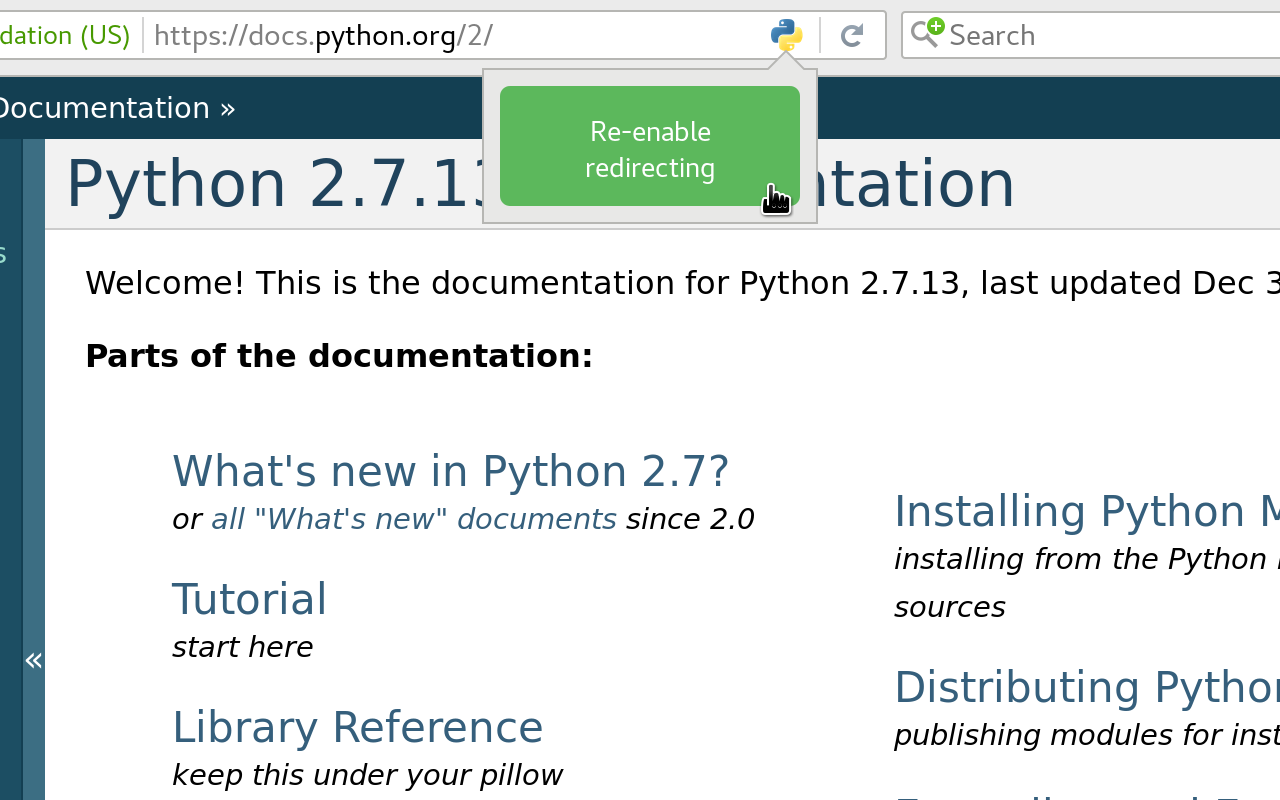 dation (US) https://docs.python.org/2/ Search
Documentation »
Re-enable
redirecting
Python 2.7.13 ntation
s
Welcome! This is the documentation for Python 2.7.13, last updated Dec 3
Parts of the documentation:
What's new in Python 2.7?
or all "What's new" documents since 2.0
Tutorial
start here
«
Library Reference
keep this under your pillow
Installing Python M
installing from the Python
sources
Distributing Python
publishing modules for inst